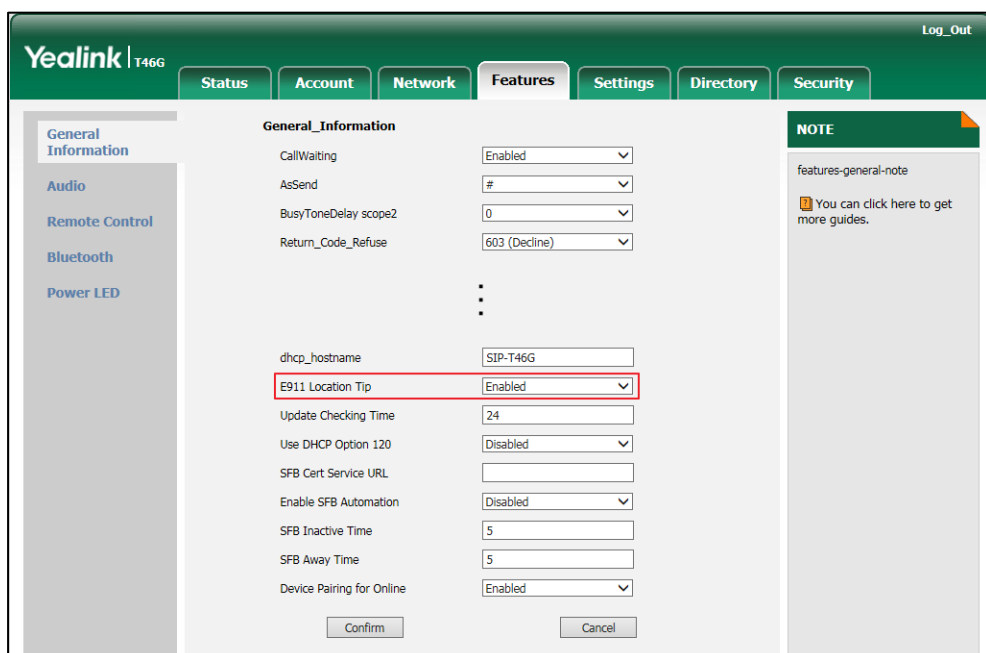 Log_Out
Yealink T46G
Status Account Network Features Settings Directory Security
General
Information
Audio
Remote Control
Bluetooth
Power LED
General_Information
CallWaiting Enabled
AsSend #
BusyToneDelay scope2 0
Return_Code_Refuse 603 (Decline)
dhcp_hostname SIP-T46G
E911 Location Tip Enabled
Update Checking Time 24
Use DHCP Option 120 Disabled
SFB Cert Service URL
Enable SFB Automation Disabled
SFB Inactive Time 5
SFB Away Time 5
Device Pairing for Online Enabled
Confirm Cancel
NOTE
features-general-note
You can click here to get
more guides.